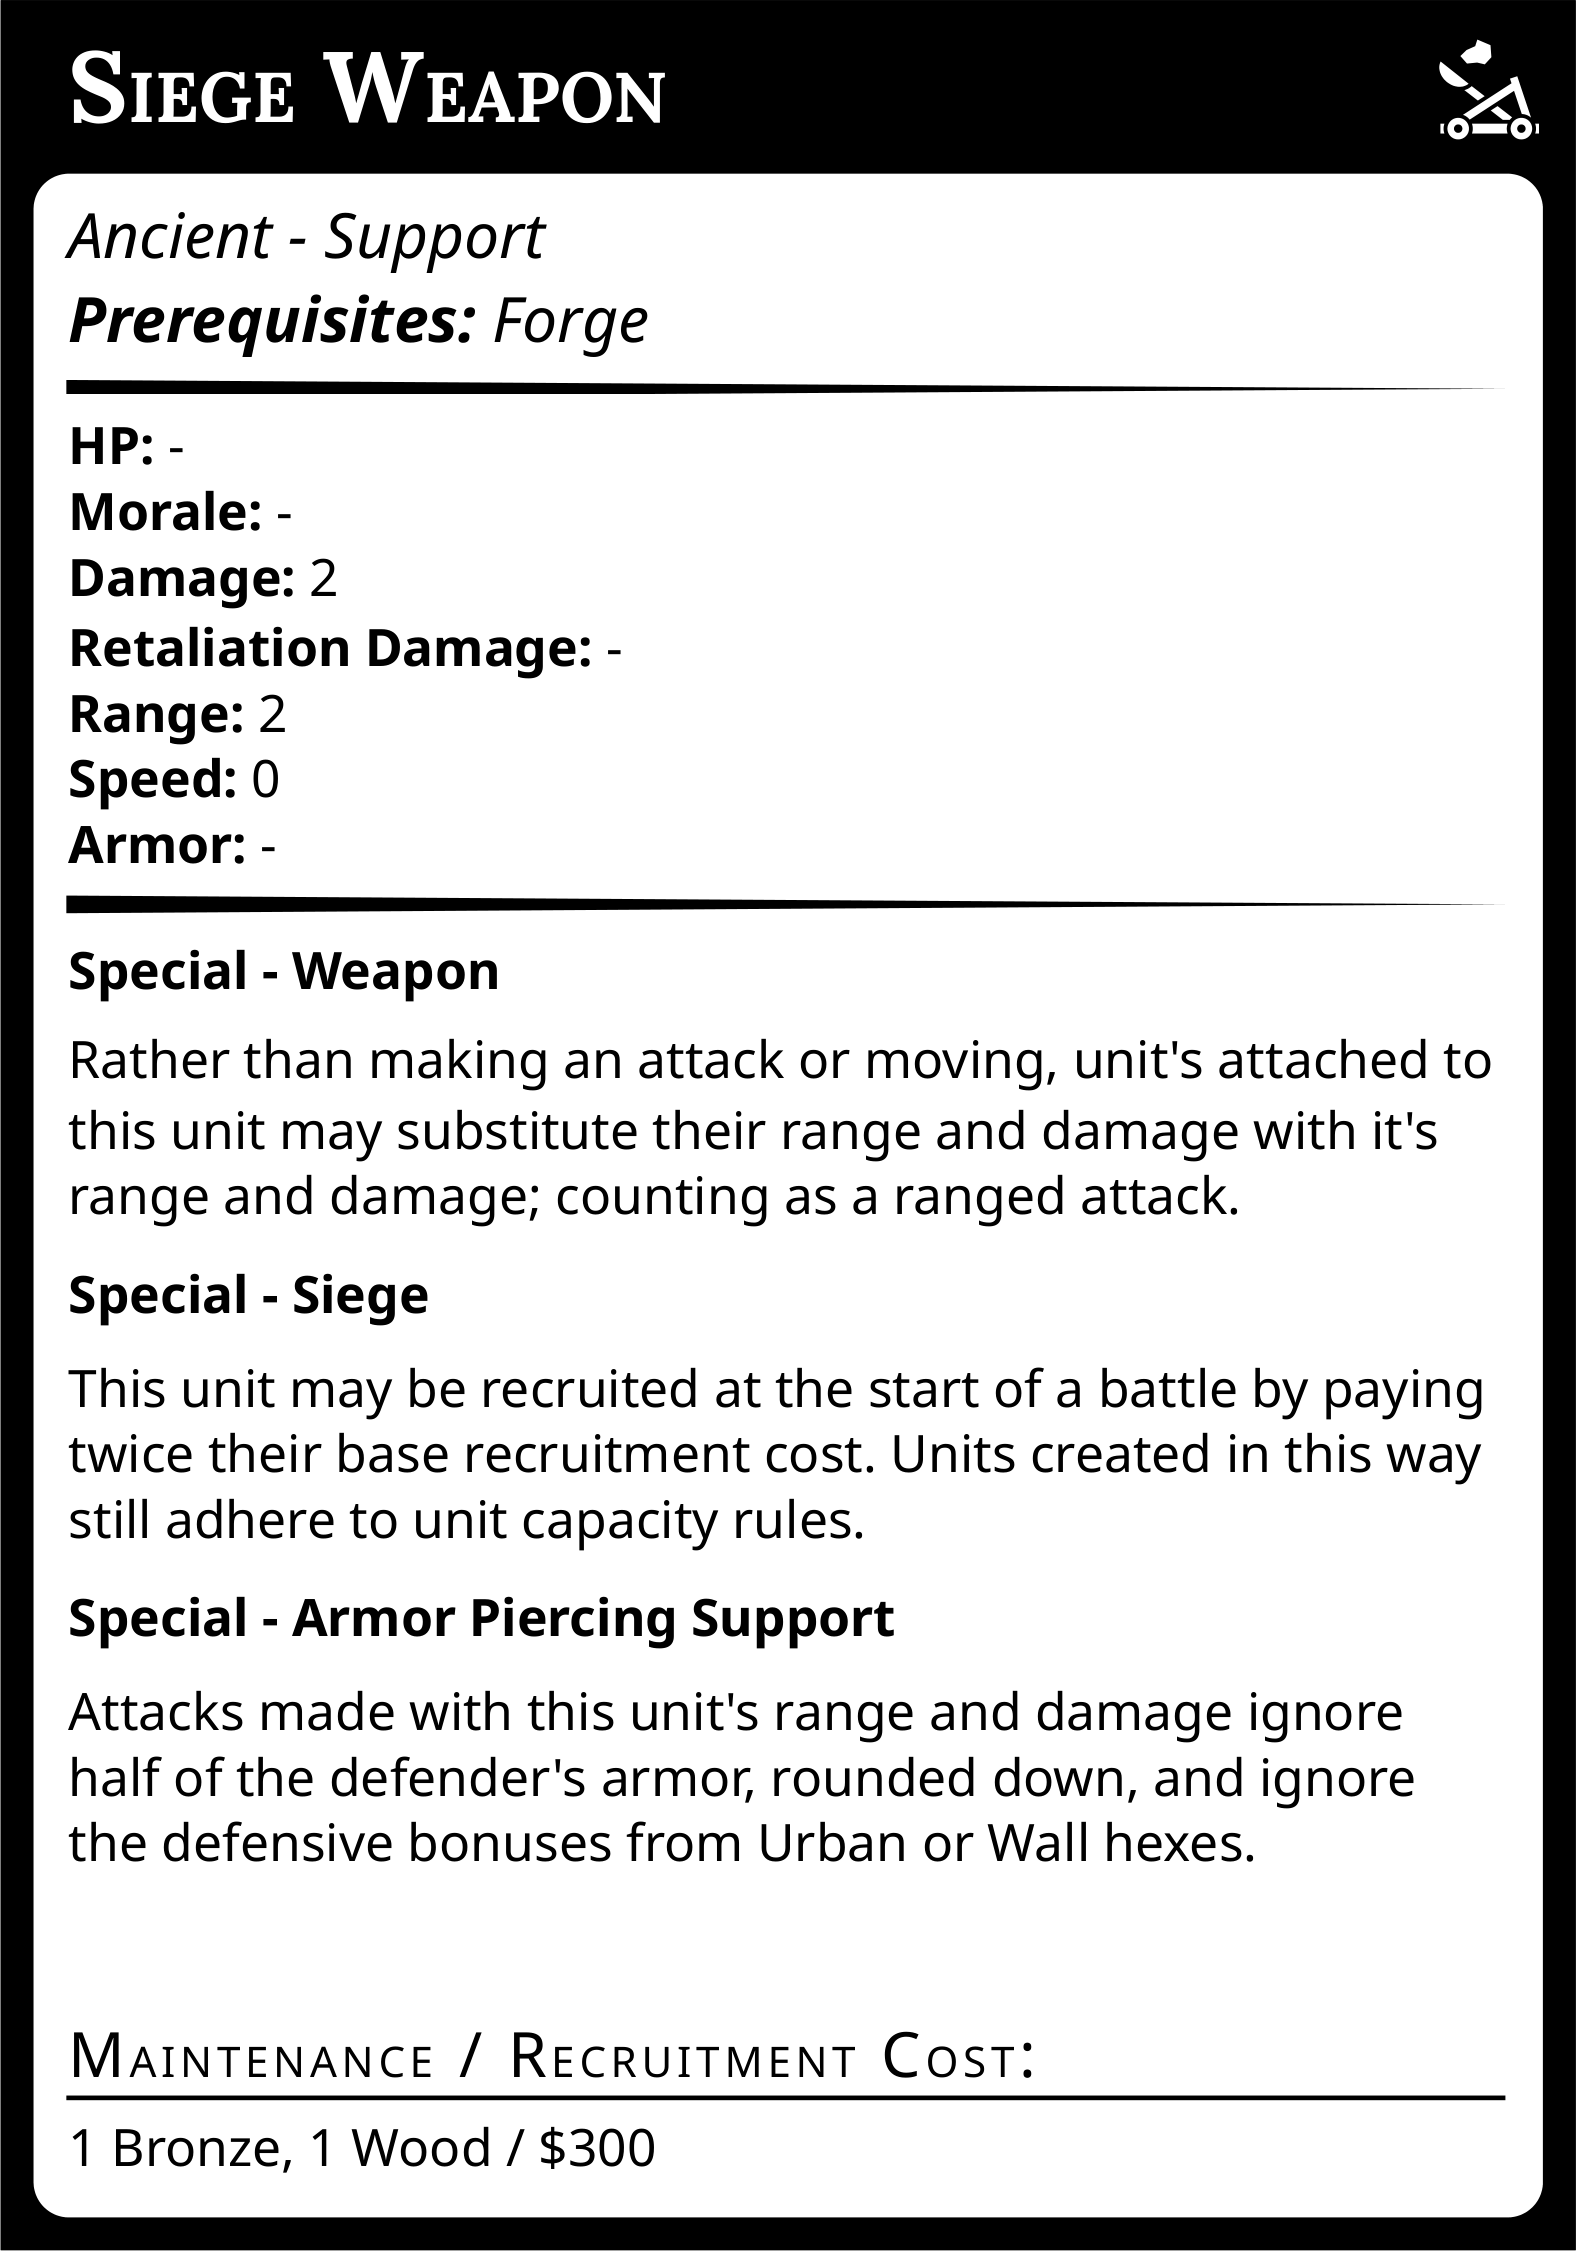 Siege Weapon
Ancient - Support
Prerequisites: Forge
HP: -
Morale: -
Damage: 2
Retaliation Damage: -
Range: 2
Speed: 0
Armor: -
Special - Weapon
Rather than making an attack or moving, unit's attached to
this unit may substitute their range and damage with it's
range and damage; counting as a ranged attack.
Special - Siege
This unit may be recruited at the start of a battle by paying
twice their base recruitment cost. Units created in this way
still adhere to unit capacity rules.
Special - Armor Piercing Support
Attacks made with this unit's range and damage ignore
half of the defender's armor, rounded down, and ignore
the defensive bonuses from Urban or Wall hexes.
Maintenance / Recruitment Cost:
1 Bronze, 1 Wood / $300